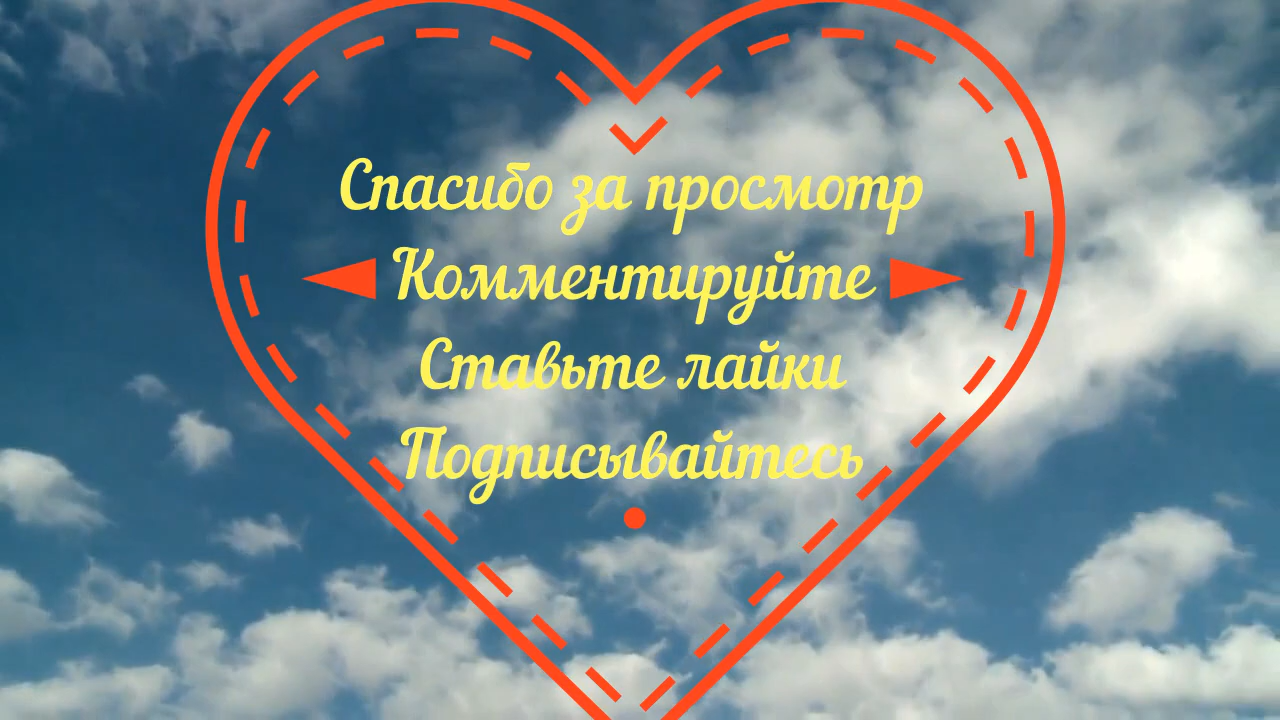 Спасибо за просмотр
Комментируйте
Ставьте лайки
Подписывайтесь